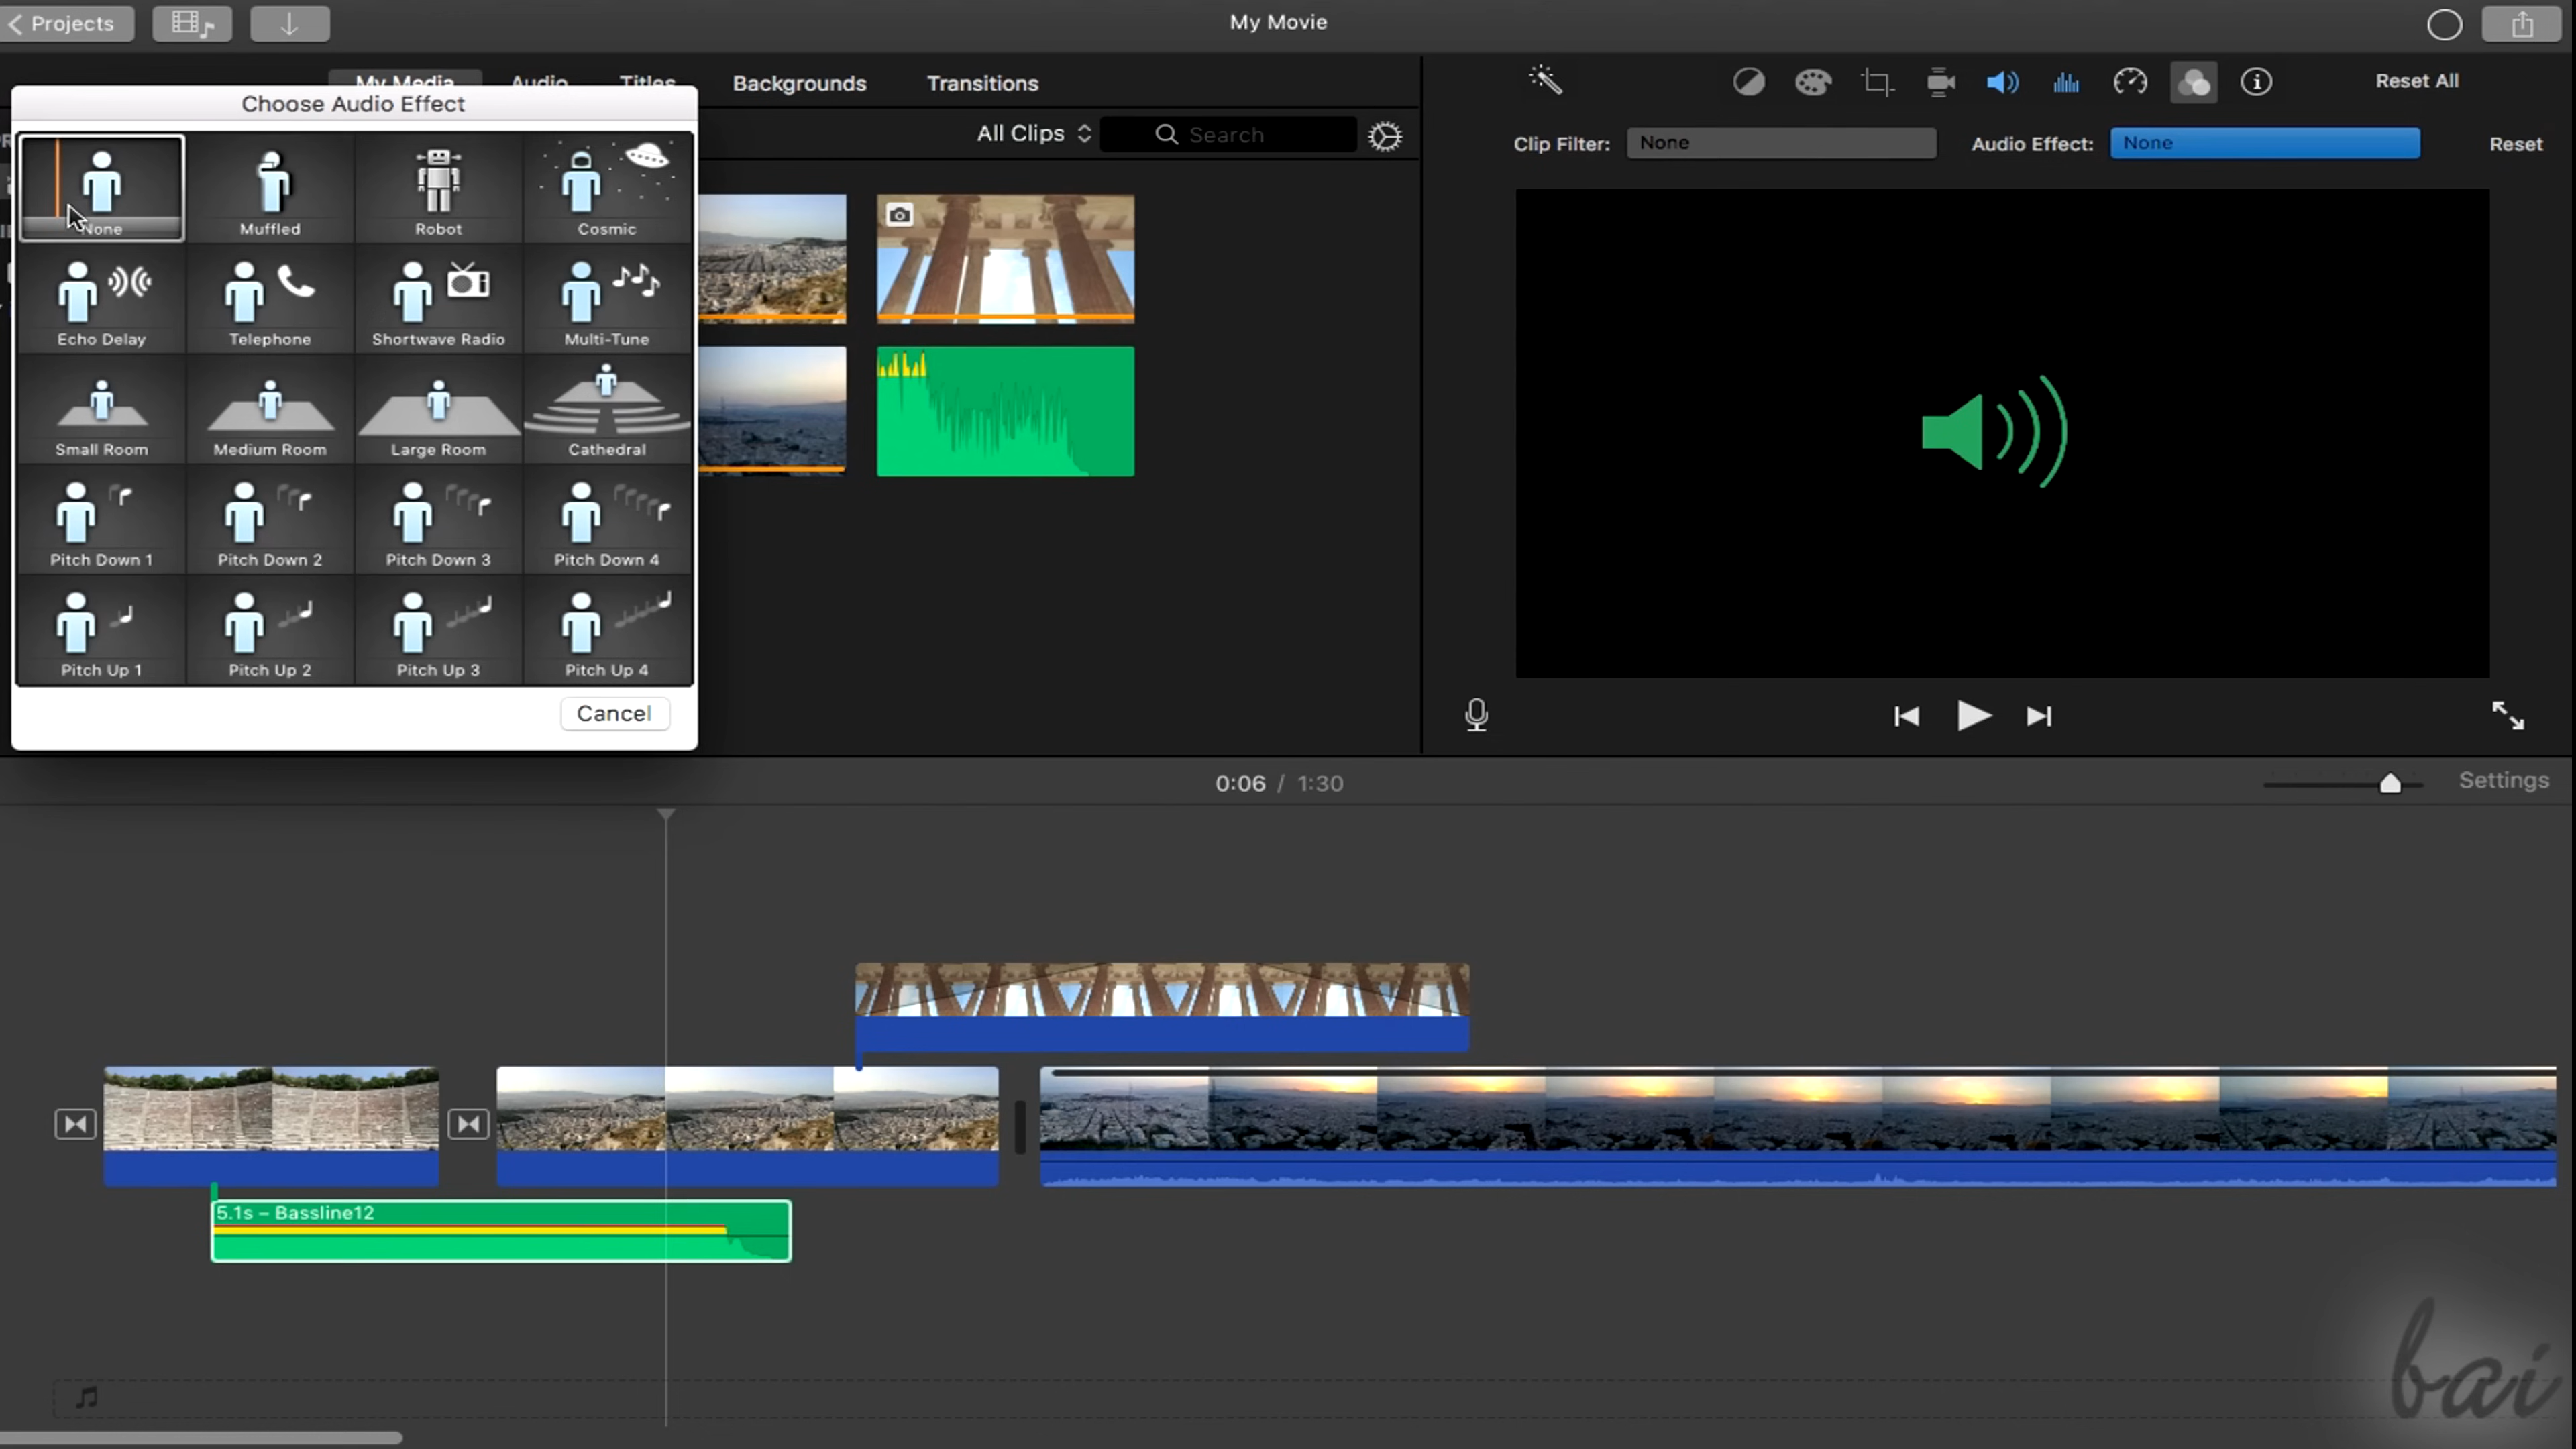 Projects
My Movie
My Media Audio Titles Backgrounds Transitions
Reset All
Choose Audio Effect
All Clips Search
Clip Filter: None Audio Effect: None Reset
None Muffled Robot Cosmic
Echo Delay Telephone Shortwave Radio Multi-Tune
Small Room Medium Room Large Room Cathedral
Pitch Down 1 Pitch Down 2 Pitch Down 3 Pitch Down 4
Pitch Up 1 Pitch Up 2 Pitch Up 3 Pitch Up 4
Cancel
0:06 / 1:30
Settings
5.1s – Bassline12
bai